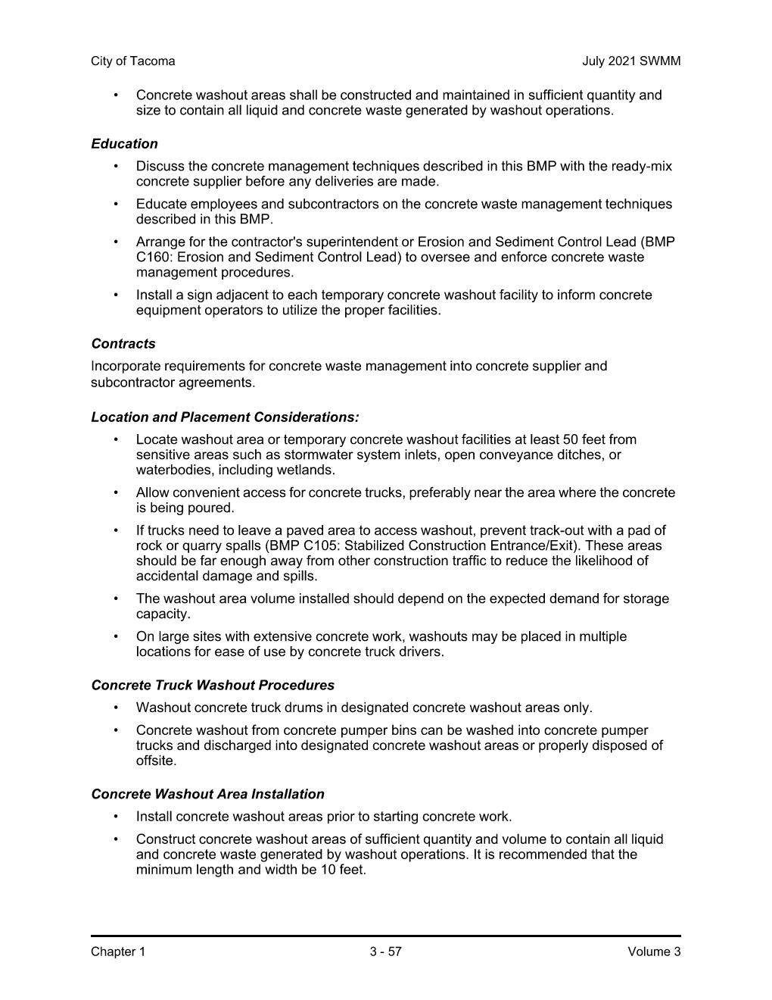 City of Tacoma July 2021 SWMM
• Concrete washout areas shall be constructed and maintained in sufficient quantity and
size to contain all liquid and concrete waste generated by washout operations.
Education
• Discuss the concrete management techniques described in this BMP with the ready-mix
concrete supplier before any deliveries are made.
• Educate employees and subcontractors on the concrete waste management techniques
described in this BMP.
• Arrange for the contractor's superintendent or Erosion and Sediment Control Lead (BMP
C160: Erosion and Sediment Control Lead) to oversee and enforce concrete waste
management procedures.
• Install a sign adjacent to each temporary concrete washout facility to inform concrete
equipment operators to utilize the proper facilities.
Contracts
Incorporate requirements for concrete waste management into concrete supplier and
subcontractor agreements.
Location and Placement Considerations:
• Locate washout area or temporary concrete washout facilities at least 50 feet from
sensitive areas such as stormwater system inlets, open conveyance ditches, or
waterbodies, including wetlands.
• Allow convenient access for concrete trucks, preferably near the area where the concrete
is being poured.
• If trucks need to leave a paved area to access washout, prevent track-out with a pad of
rock or quarry spalls (BMP C105: Stabilized Construction Entrance/Exit). These areas
should be far enough away from other construction traffic to reduce the likelihood of
accidental damage and spills.
• The washout area volume installed should depend on the expected demand for storage
capacity.
• On large sites with extensive concrete work, washouts may be placed in multiple
locations for ease of use by concrete truck drivers.
Concrete Truck Washout Procedures
• Washout concrete truck drums in designated concrete washout areas only.
• Concrete washout from concrete pumper bins can be washed into concrete pumper
trucks and discharged into designated concrete washout areas or properly disposed of
offsite.
Concrete Washout Area Installation
• Install concrete washout areas prior to starting concrete work.
• Construct concrete washout areas of sufficient quantity and volume to contain all liquid
and concrete waste generated by washout operations. It is recommended that the
minimum length and width be 10 feet.
Chapter 1 3 - 57 Volume 3